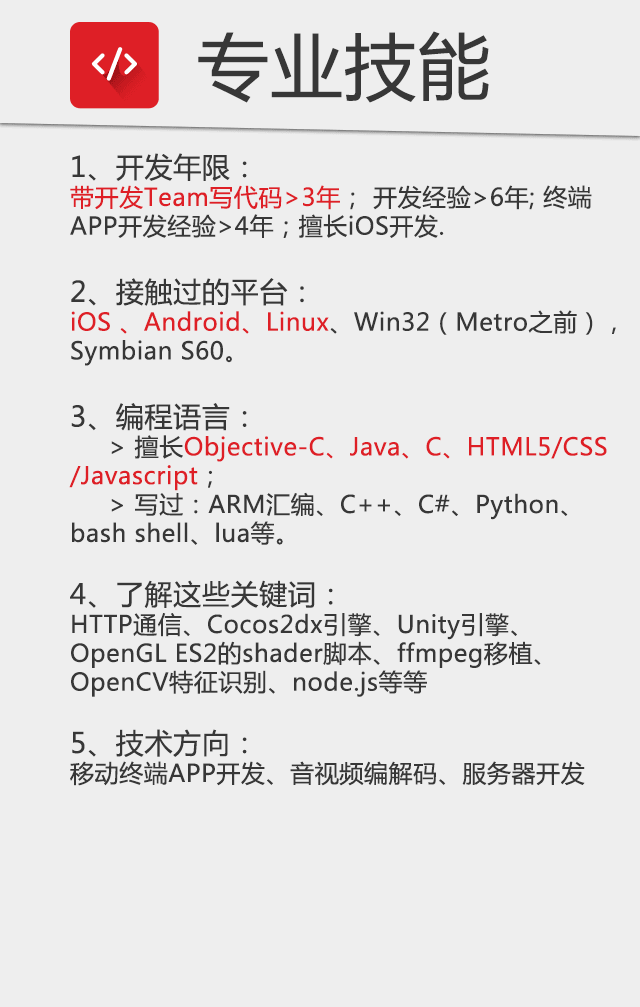 </>
专业技能
1、开发年限：
带开发Team写代码>3年； 开发经验>6年; 终端
APP开发经验>4年；擅长iOS开发.
2、接触过的平台：
iOS 、Android、Linux、Win32（Metro之前），
Symbian S60。
3、编程语言：
> 擅长Objective-C、Java、C、HTML5/CSS
/Javascript；
> 写过：ARM汇编、C++、C#、Python、
bash shell、lua等。
4、了解这些关键词：
HTTP通信、Cocos2dx引擎、Unity引擎、
OpenGL ES2的shader脚本、ffmpeg移植、
OpenCV特征识别、node.js等等
5、技术方向：
移动终端APP开发、音视频编解码、服务器开发